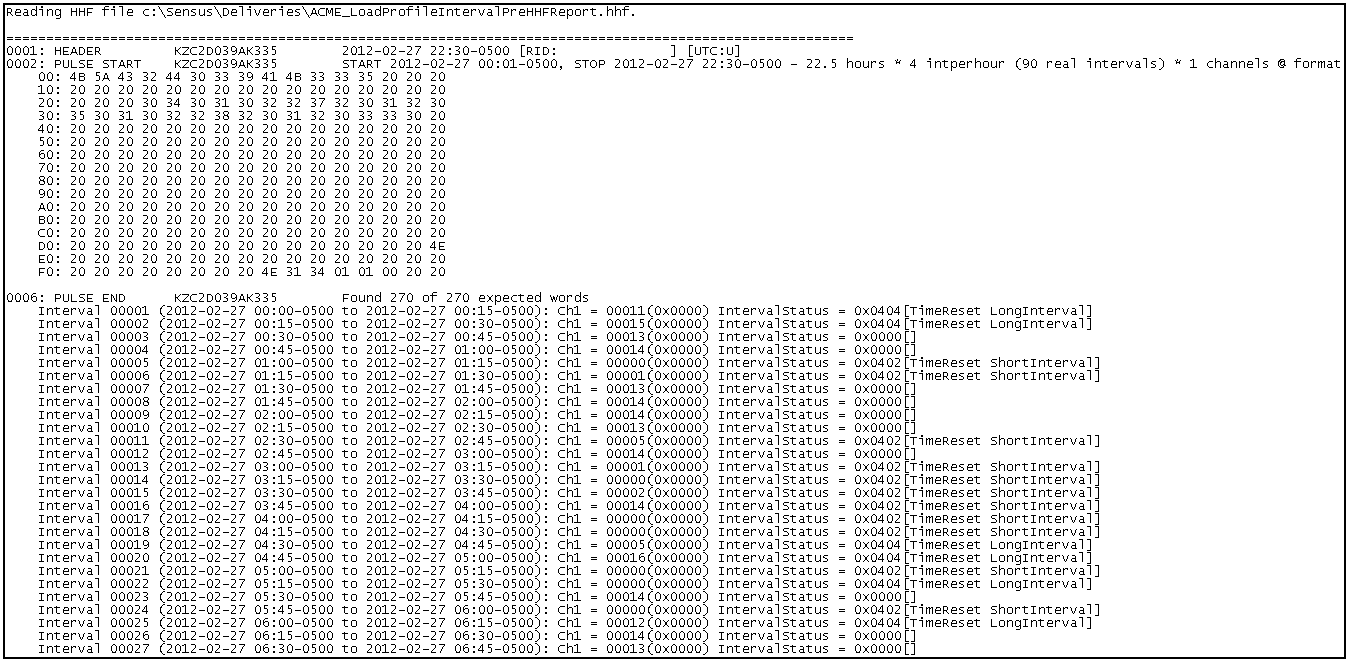 Reading HHF file c:\Sensus\Deliveries\ACME_LoadProfileIntervalPreHHFReport.hhf.
==========================================================================================================
0001: HEADER KZC2D039AK335 2012-02-27 22:30-0500 [RID: ] [UTC:U]
0002: PULSE START KZC2D039AK335 START 2012-02-27 00:01-0500, STOP 2012-02-27 22:30-0500 - 22.5 hours * 4 intperhour (90 real intervals) * 1 channels @ format
00: 4B 5A 43 32 44 30 33 39 41 4B 33 33 35 20 20 20
10: 20 20 20 20 20 20 20 20 20 20 20 20 20 20 20 20
20: 20 20 20 30 34 30 31 30 32 32 37 32 30 31 32 30
30: 35 30 31 30 32 32 38 32 30 31 32 30 33 33 30 20
40: 20 20 20 20 20 20 20 20 20 20 20 20 20 20 20 20
50: 20 20 20 20 20 20 20 20 20 20 20 20 20 20 20 20
60: 20 20 20 20 20 20 20 20 20 20 20 20 20 20 20 20
70: 20 20 20 20 20 20 20 20 20 20 20 20 20 20 20 20
80: 20 20 20 20 20 20 20 20 20 20 20 20 20 20 20 20
90: 20 20 20 20 20 20 20 20 20 20 20 20 20 20 20 20
A0: 20 20 20 20 20 20 20 20 20 20 20 20 20 20 20 20
B0: 20 20 20 20 20 20 20 20 20 20 20 20 20 20 20 20
C0: 20 20 20 20 20 20 20 20 20 20 20 20 20 20 20 20
D0: 20 20 20 20 20 20 20 20 20 20 20 20 20 20 20 4E
E0: 20 20 20 20 20 20 20 20 20 20 20 20 20 20 20 20
F0: 20 20 20 20 20 20 20 20 4E 31 34 01 01 00 20 20
0006: PULSE END KZC2D039AK335 Found 270 of 270 expected words
Interval 00001 (2012-02-27 00:00-0500 to 2012-02-27 00:15-0500): Ch1 = 00011(0x0000) IntervalStatus = 0x0404[TimeReset LongInterval]
Interval 00002 (2012-02-27 00:15-0500 to 2012-02-27 00:30-0500): Ch1 = 00015(0x0000) IntervalStatus = 0x0404[TimeReset LongInterval]
Interval 00003 (2012-02-27 00:30-0500 to 2012-02-27 00:45-0500): Ch1 = 00013(0x0000) IntervalStatus = 0x0000[]
Interval 00004 (2012-02-27 00:45-0500 to 2012-02-27 01:00-0500): Ch1 = 00014(0x0000) IntervalStatus = 0x0000[]
Interval 00005 (2012-02-27 01:00-0500 to 2012-02-27 01:15-0500): Ch1 = 00000(0x0000) IntervalStatus = 0x0402[TimeReset ShortInterval]
Interval 00006 (2012-02-27 01:15-0500 to 2012-02-27 01:30-0500): Ch1 = 00001(0x0000) IntervalStatus = 0x0402[TimeReset ShortInterval]
Interval 00007 (2012-02-27 01:30-0500 to 2012-02-27 01:45-0500): Ch1 = 00013(0x0000) IntervalStatus = 0x0000[]
Interval 00008 (2012-02-27 01:45-0500 to 2012-02-27 02:00-0500): Ch1 = 00014(0x0000) IntervalStatus = 0x0000[]
Interval 00009 (2012-02-27 02:00-0500 to 2012-02-27 02:15-0500): Ch1 = 00014(0x0000) IntervalStatus = 0x0000[]
Interval 00010 (2012-02-27 02:15-0500 to 2012-02-27 02:30-0500): Ch1 = 00013(0x0000) IntervalStatus = 0x0000[]
Interval 00011 (2012-02-27 02:30-0500 to 2012-02-27 02:45-0500): Ch1 = 00005(0x0000) IntervalStatus = 0x0402[TimeReset ShortInterval]
Interval 00012 (2012-02-27 02:45-0500 to 2012-02-27 03:00-0500): Ch1 = 00014(0x0000) IntervalStatus = 0x0000[]
Interval 00013 (2012-02-27 03:00-0500 to 2012-02-27 03:15-0500): Ch1 = 00001(0x0000) IntervalStatus = 0x0402[TimeReset ShortInterval]
Interval 00014 (2012-02-27 03:15-0500 to 2012-02-27 03:30-0500): Ch1 = 00000(0x0000) IntervalStatus = 0x0402[TimeReset ShortInterval]
Interval 00015 (2012-02-27 03:30-0500 to 2012-02-27 03:45-0500): Ch1 = 00002(0x0000) IntervalStatus = 0x0402[TimeReset ShortInterval]
Interval 00016 (2012-02-27 03:45-0500 to 2012-02-27 04:00-0500): Ch1 = 00014(0x0000) IntervalStatus = 0x0402[TimeReset ShortInterval]
Interval 00017 (2012-02-27 04:00-0500 to 2012-02-27 04:15-0500): Ch1 = 00000(0x0000) IntervalStatus = 0x0402[TimeReset ShortInterval]
Interval 00018 (2012-02-27 04:15-0500 to 2012-02-27 04:30-0500): Ch1 = 00000(0x0000) IntervalStatus = 0x0402[TimeReset ShortInterval]
Interval 00019 (2012-02-27 04:30-0500 to 2012-02-27 04:45-0500): Ch1 = 00005(0x0000) IntervalStatus = 0x0404[TimeReset LongInterval]
Interval 00020 (2012-02-27 04:45-0500 to 2012-02-27 05:00-0500): Ch1 = 00016(0x0000) IntervalStatus = 0x0404[TimeReset LongInterval]
Interval 00021 (2012-02-27 05:00-0500 to 2012-02-27 05:15-0500): Ch1 = 00000(0x0000) IntervalStatus = 0x0402[TimeReset ShortInterval]
Interval 00022 (2012-02-27 05:15-0500 to 2012-02-27 05:30-0500): Ch1 = 00000(0x0000) IntervalStatus = 0x0404[TimeReset LongInterval]
Interval 00023 (2012-02-27 05:30-0500 to 2012-02-27 05:45-0500): Ch1 = 00014(0x0000) IntervalStatus = 0x0000[]
Interval 00024 (2012-02-27 05:45-0500 to 2012-02-27 06:00-0500): Ch1 = 00000(0x0000) IntervalStatus = 0x0402[TimeReset ShortInterval]
Interval 00025 (2012-02-27 06:00-0500 to 2012-02-27 06:15-0500): Ch1 = 00012(0x0000) IntervalStatus = 0x0404[TimeReset LongInterval]
Interval 00026 (2012-02-27 06:15-0500 to 2012-02-27 06:30-0500): Ch1 = 00014(0x0000) IntervalStatus = 0x0000[]
Interval 00027 (2012-02-27 06:30-0500 to 2012-02-27 06:45-0500): Ch1 = 00013(0x0000) IntervalStatus = 0x0000[]